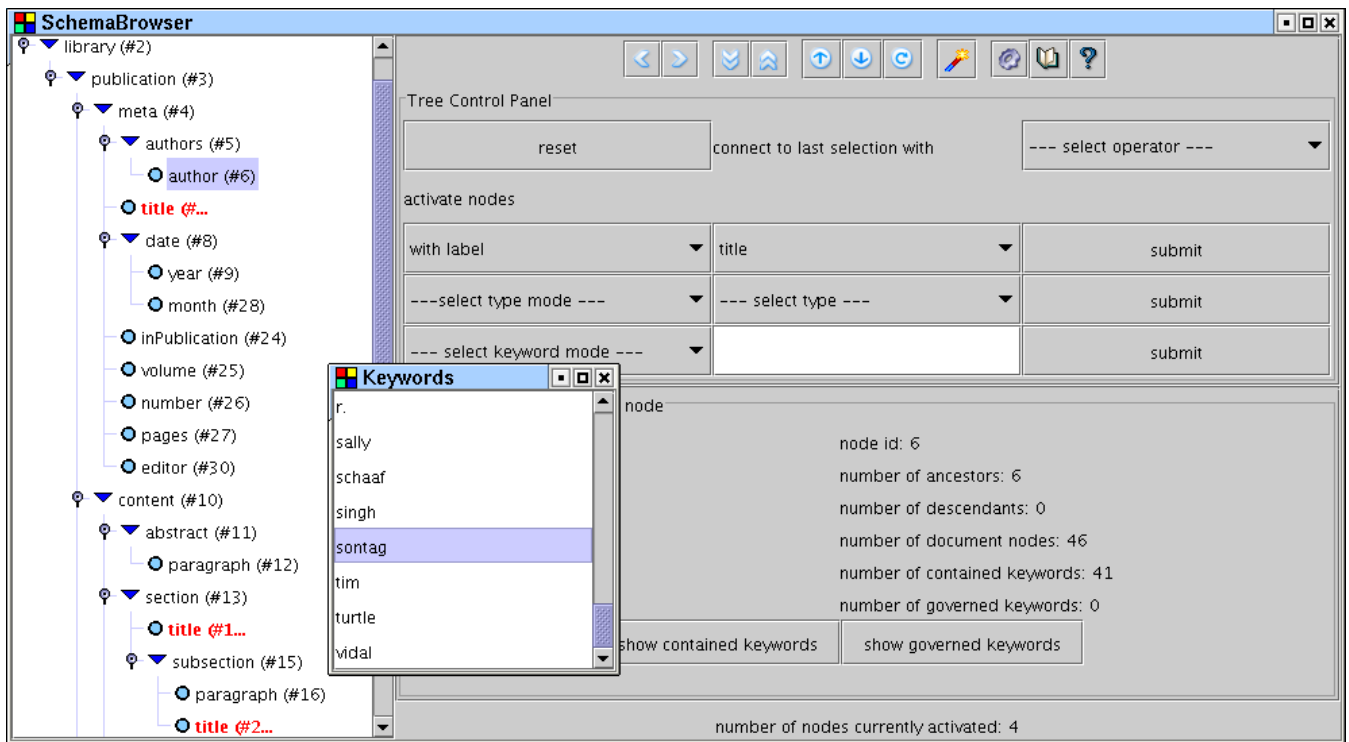 SchemaBrowser
library (#2)
publication (#3)
meta (#4)
authors (#5)
author (#6)
title (#...
date (#8)
year (#9)
month (#28)
inPublication (#24)
volume (#25)
number (#26)
pages (#27)
editor (#30)
content (#10)
abstract (#11)
paragraph (#12)
section (#13)
title (#1...
subsection (#15)
paragraph (#16)
title (#2...
Tree Control Panel
reset connect to last selection with --- select operator ---
activate nodes
with label title submit
---select type mode --- --- select type --- submit
--- select keyword mode --- submit
Keywords
r.
sally
schaaf
singh
sontag
tim
turtle
vidal
node
node id: 6
number of ancestors: 6
number of descendants: 0
number of document nodes: 46
number of contained keywords: 41
number of governed keywords: 0
show contained keywords show governed keywords
number of nodes currently activated: 4